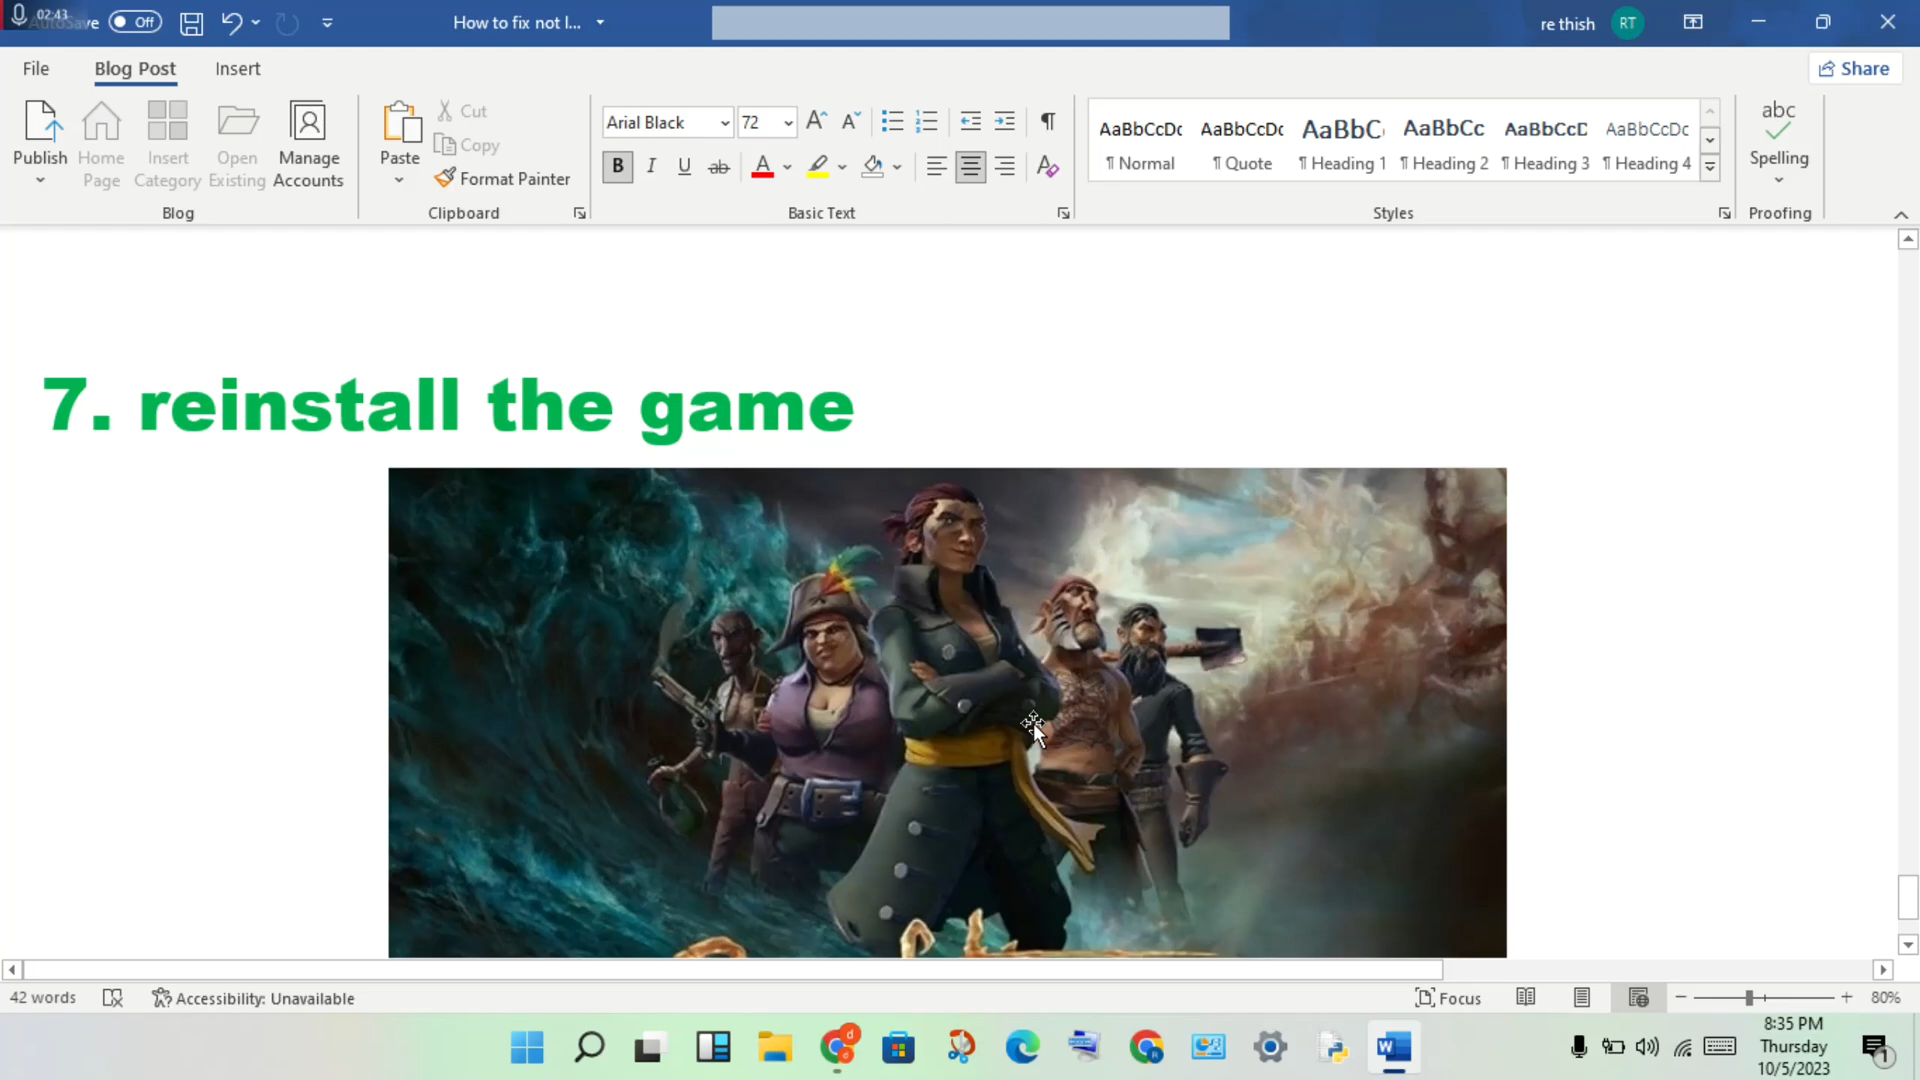 02:43
AutoSave Off
How to fix not l...
re thish RT
File Blog Post Insert
Share
Publish
Home Page
Insert Category
Open Existing
Manage Accounts
Blog
Paste
Cut
Copy
Format Painter
Clipboard
Arial Black 72
B I U ab A
Basic Text
AaBbCcDc AaBbCcDc AaBbC AaBbCc AaBbCcD AaBbCcDc
¶ Normal ¶ Quote ¶ Heading 1 ¶ Heading 2 ¶ Heading 3 ¶ Heading 4
Styles
abc
Spelling
Proofing
7. reinstall the game
42 words
Accessibility: Unavailable
Focus
80%
8:35 PM
Thursday
10/5/2023
1